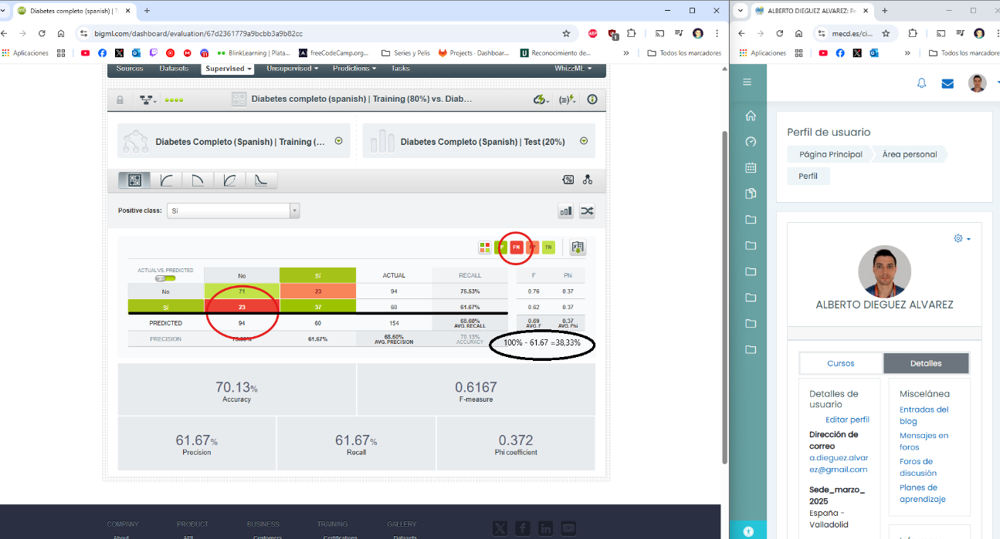 Diabetes completo (spanish) | T
bigml.com/dashboard/evaluation/67d2361779a9bcbb3a9b82cc
Aplicaciones
BlinkLearning | Plata...
freeCodeCamp.org...
Series y Pelis
Projects · Dashboar...
Reconocimiento de...
»
Todos los marcadores
Sources
Datasets
Supervised
Unsupervised
Predictions
Tasks
WhizzML
Diabetes completo (spanish) | Training (80%) vs. Diab...
Diabetes Completo (Spanish) | Training (...
Diabetes Completo (Spanish) | Test (20%)
Positive class:
Sí
FN
TN
ACTUAL VS. PREDICTED
No
Sí
ACTUAL
RECALL
F
Phi
No
71
23
94
75.53%
0.76
0.37
Sí
23
37
60
61.67%
0.62
0.37
PREDICTED
94
60
154
68.60%
AVG. RECALL
0.69
AVG. F
0.37
AVG. Phi
PRECISION
61.67%
68.60%
AVG. PRECISION
70.13%
ACCURACY
100% - 61.67 =38,33%
70.13%
Accuracy
0.6167
F-measure
61.67%
Precision
61.67%
Recall
0.372
Phi coefficient
COMPANY
PRODUCT
BUSINESS
TRAINING
GALLERY
About
API
Customers
Certifications
Datasets
ALBERTO DIEGUEZ ALVAREZ: Pe
mecd.es/ci...
Aplicaciones
»
Todos los marcadore
Perfil de usuario
Página Principal
Área personal
Perfil
ALBERTO DIEGUEZ ALVAREZ
Cursos
Detalles
Detalles de
usuario
Editar perfil
Dirección de
correo
a.dieguez.alvar
ez@gmail.com
Sede_marzo_
2025
España -
Valladolid
Miscelánea
Entradas del
blog
Mensajes en
foros
Foros de
discusión
Planes de
aprendizaje